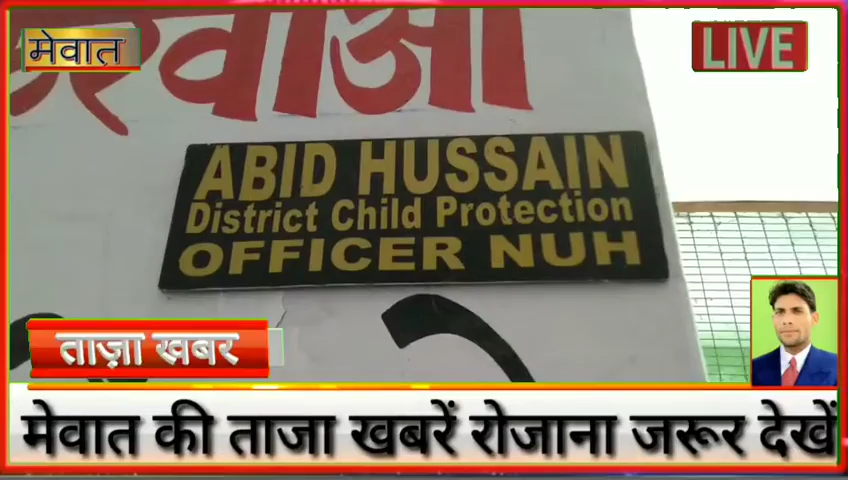 मेवात
LIVE
ABID HUSSAIN
District Child Protection
OFFICER NUH
ताज़ा खबर
मेवात की ताजा खबरें रोजाना जरूर देखें